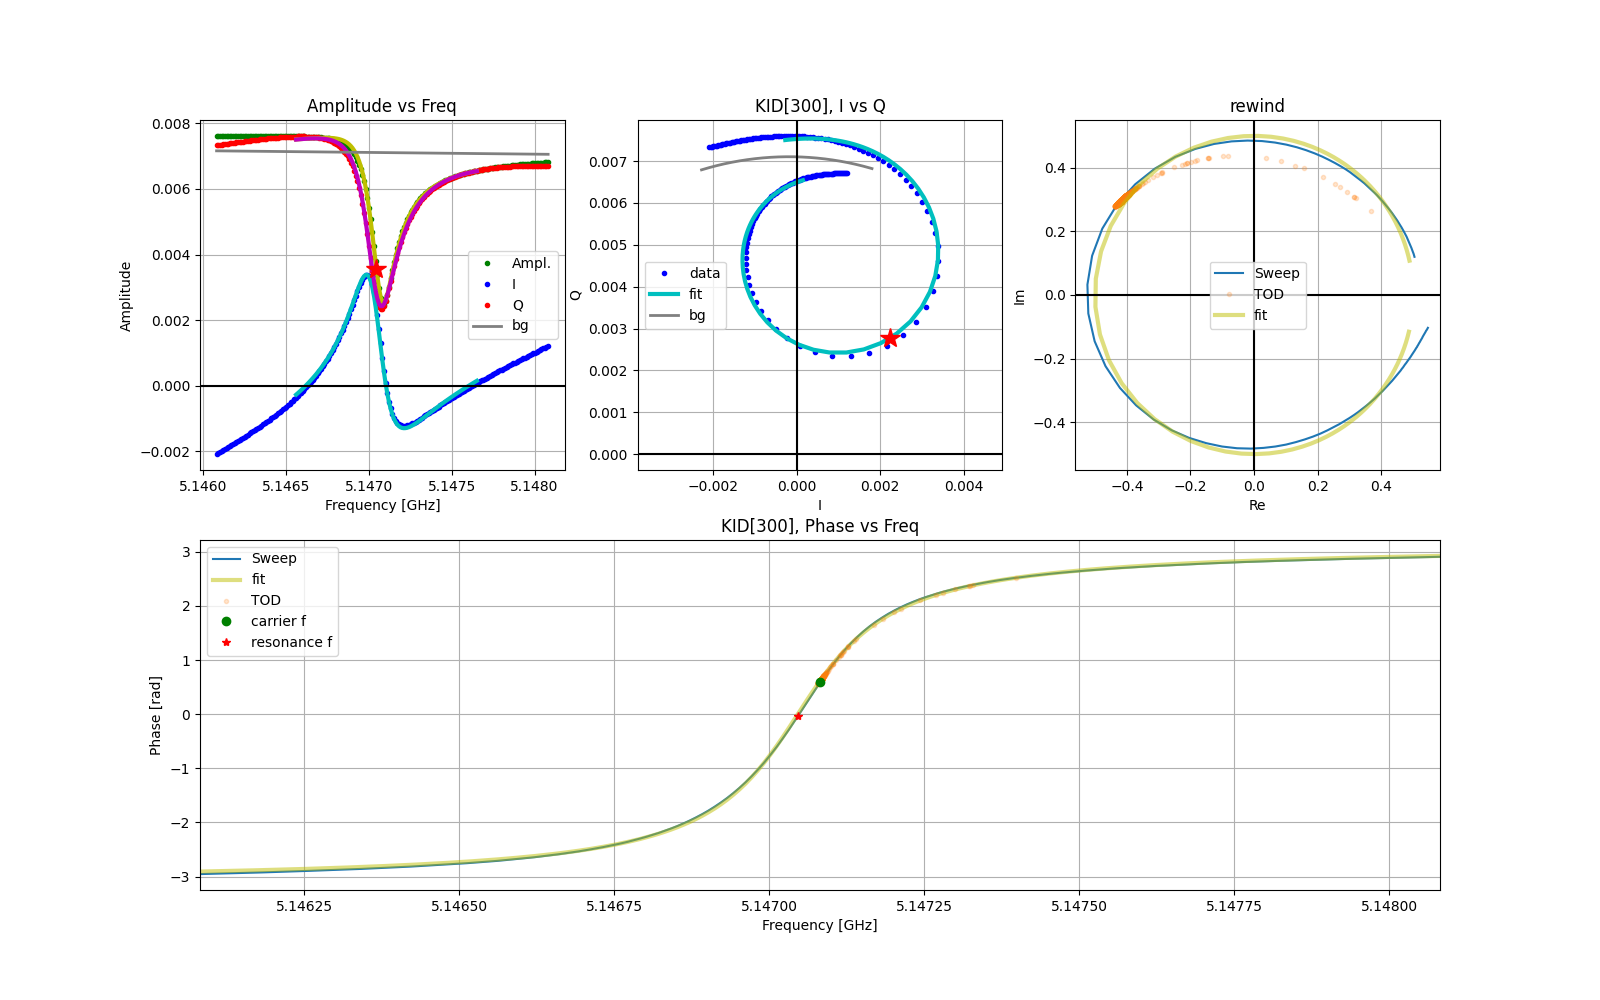 Amplitude vs Freq
0.008
0.006
0.004
0.002
0.000
−0.002
Amplitude
Ampl.
I
Q
bg
5.1460 5.1465 5.1470 5.1475 5.1480
Frequency [GHz]
KID[300], I vs Q
0.007
0.006
0.005
0.004
0.003
0.002
0.001
0.000
Q
data
fit
bg
−0.002 0.000 0.002 0.004
I
rewind
0.4
0.2
0.0
−0.2
−0.4
Im
Sweep
TOD
fit
−0.4 −0.2 0.0 0.2 0.4
Re
KID[300], Phase vs Freq
3
2
1
0
−1
−2
−3
Phase [rad]
Sweep
fit
TOD
carrier f
resonance f
5.14625 5.14650 5.14675 5.14700 5.14725 5.14750 5.14775 5.14800
Frequency [GHz]